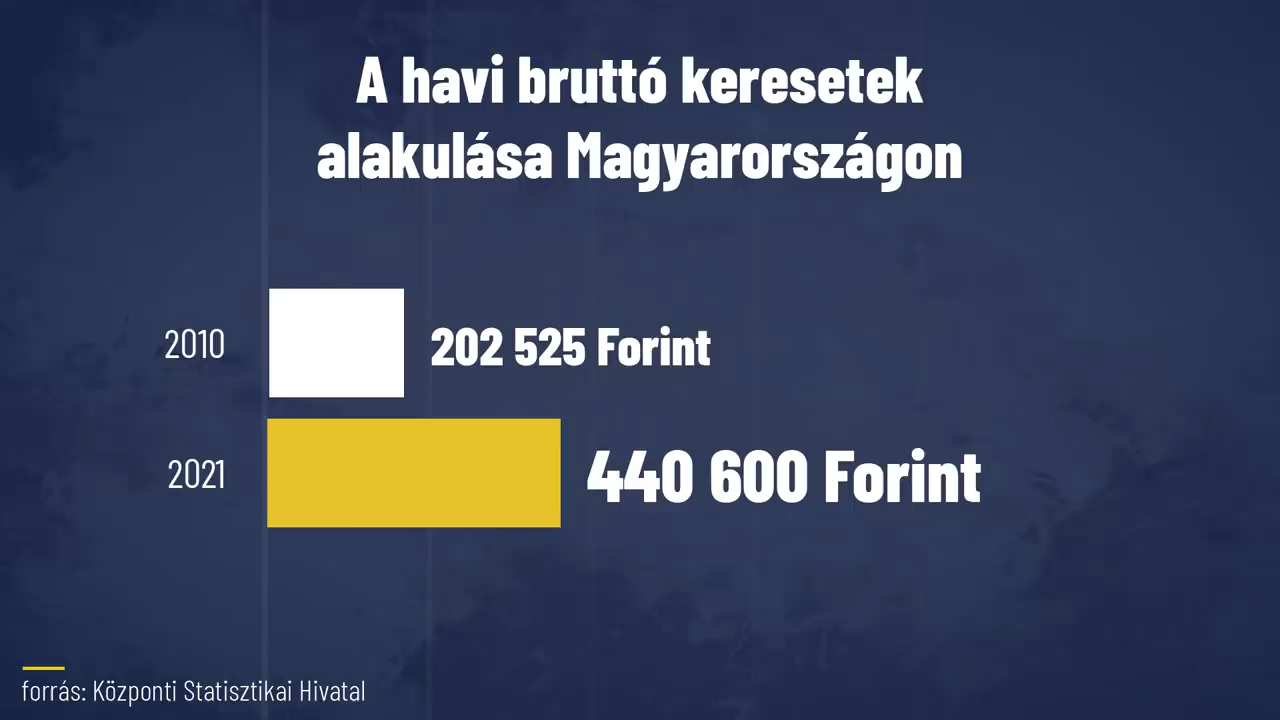 A havi bruttó keresetek
alakulása Magyarországon
2010
202 525 Forint
2021
440 600 Forint
forrás: Központi Statisztikai Hivatal